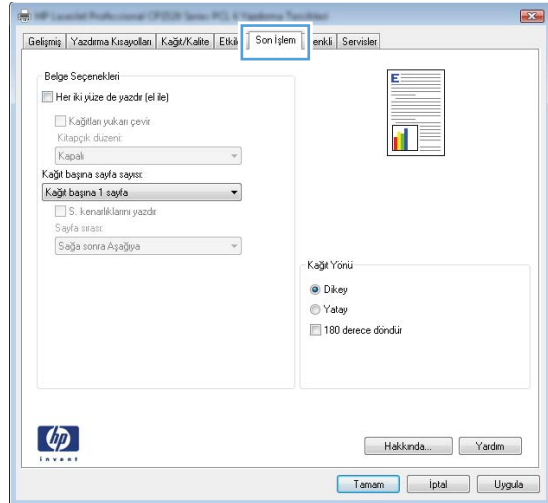 Gelişmiş Yazdırma Kısayolları Kağıt/Kalite Son İşlem Servisler
Belge Seçenekleri
Her iki yüze de yazdır (el ile)
Kağıtları yukarı çevir
Kitapçık düzeni:
Kapalı
Kağıt başına sayfa sayısı:
Kağıt başına 1 sayfa
S. kenarlıklarını yazdır
Sayfa sırası:
Sağa sonra Aşağıya
E
Kağıt Yönü
Dikey
Yatay
180 derece döndür
hp
invent
Hakkında... Yardım
Tamam İptal Uygula